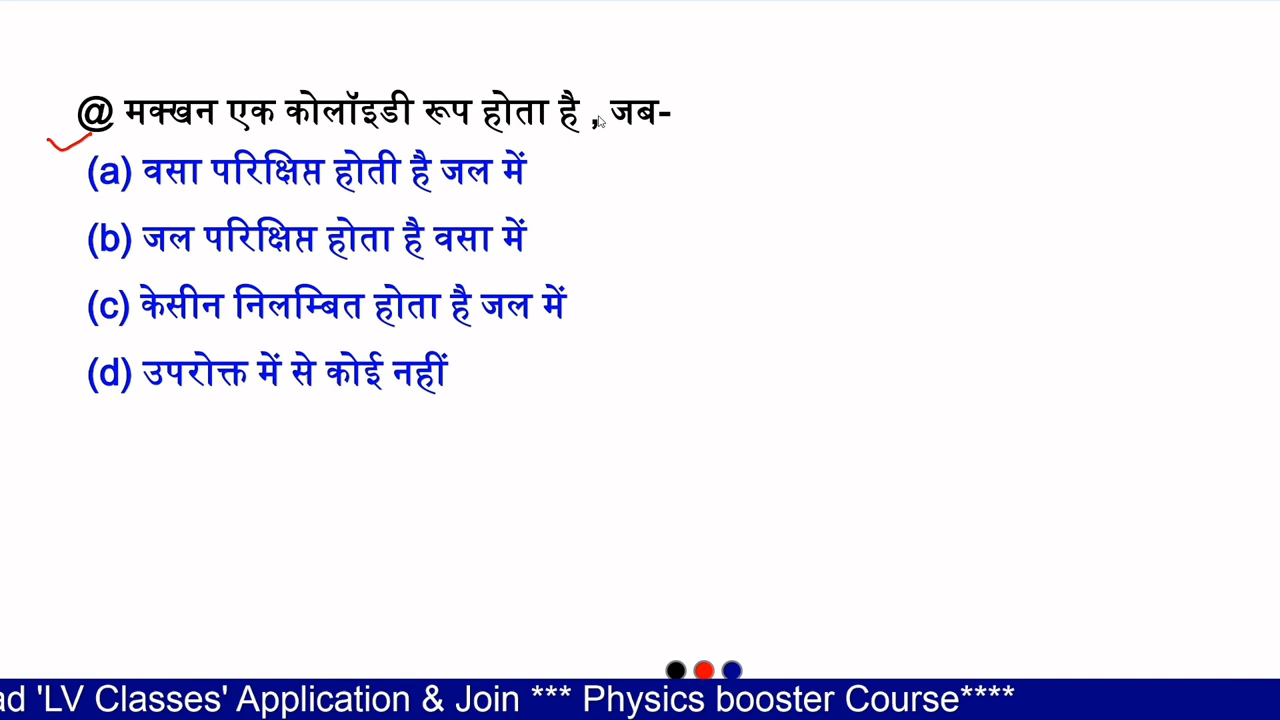 @ मक्खन एक कोलॉइडी रूप होता है , जब-
(a) वसा परिक्षिप्त होती है जल में
(b) जल परिक्षिप्त होता है वसा में
(c) केसीन निलम्बित होता है जल में
(d) उपरोक्त में से कोई नहीं
ad 'LV Classes' Application & Join *** Physics booster Course****